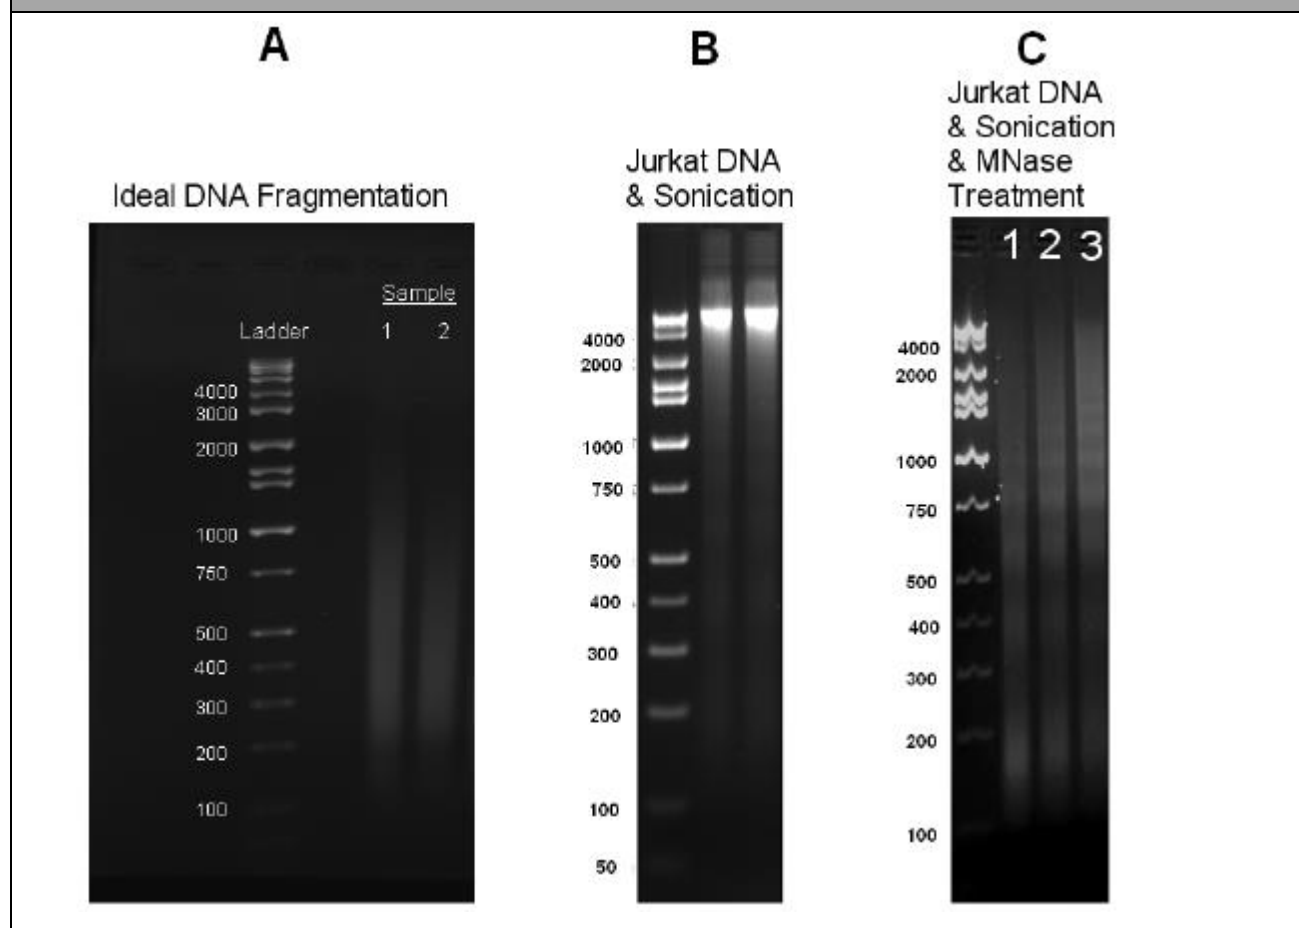 A
B
C
Ideal DNA Fragmentation
Jurkat DNA
& Sonication
Jurkat DNA
& Sonication
& MNase
Treatment
Sample
Ladder 1 2
4000
3000
2000
1000
750
500
400
300
200
100
4000
2000
1000
750
500
400
300
200
100
50
1 2 3
4000
2000
1000
750
500
400
300
200
100